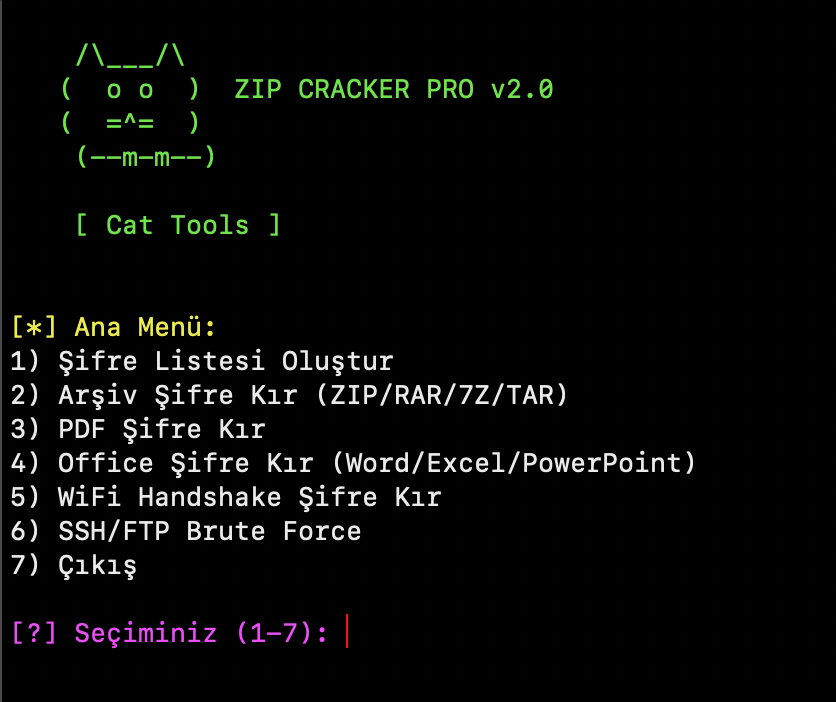 /\___/\
(  o o  )  ZIP CRACKER PRO v2.0
(  =^=  )
(--m-m--)
[ Cat Tools ]
[*] Ana Menü:
1) Şifre Listesi Oluştur
2) Arşiv Şifre Kır (ZIP/RAR/7Z/TAR)
3) PDF Şifre Kır
4) Office Şifre Kır (Word/Excel/PowerPoint)
5) WiFi Handshake Şifre Kır
6) SSH/FTP Brute Force
7) Çıkış
[?] Seçiminiz (1-7):